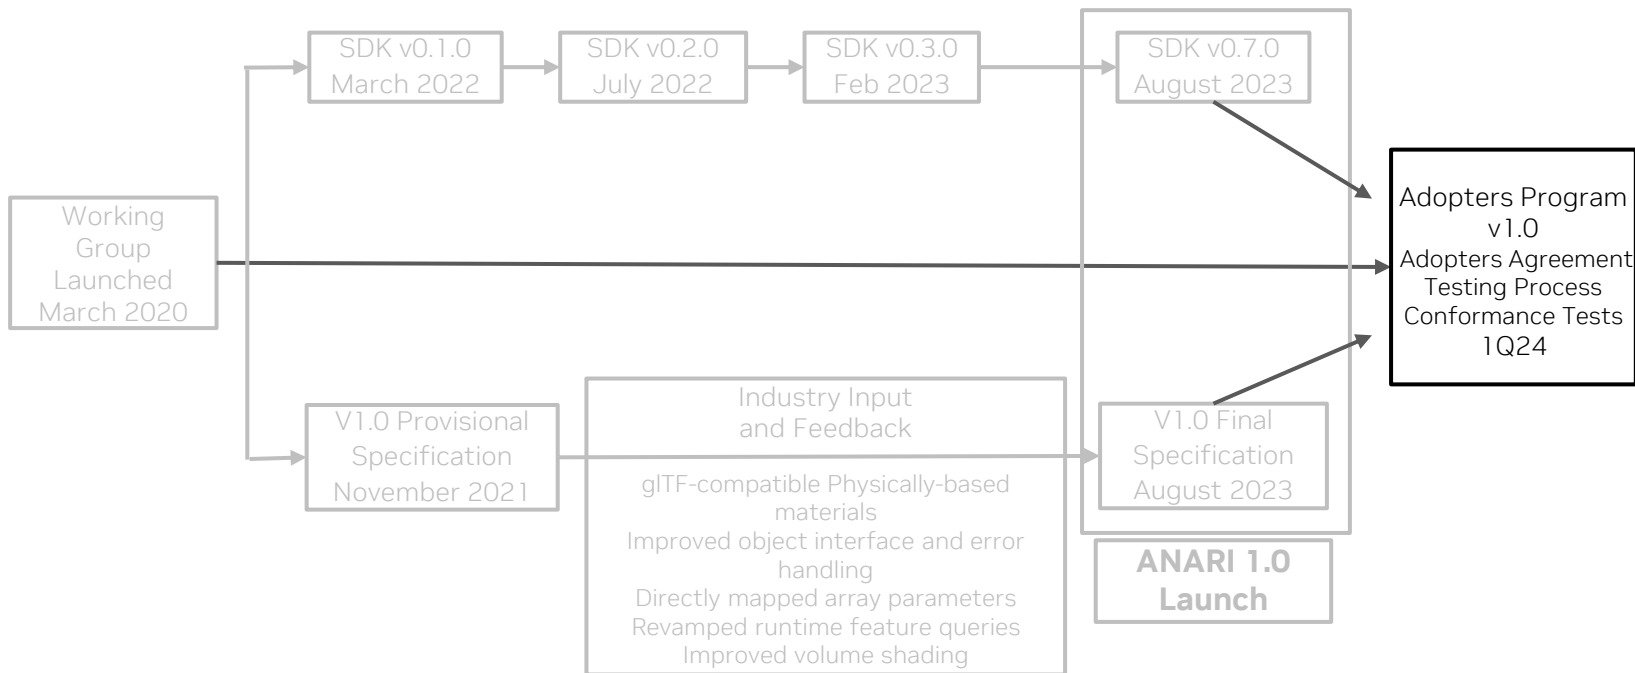 SDK v0.1.0
March 2022
SDK v0.2.0
July 2022
SDK v0.3.0
Feb 2023
SDK v0.7.0
August 2023
Working
Group
Launched
March 2020
Adopters Program
v1.0
Adopters Agreement
Testing Process
Conformance Tests
1Q24
V1.0 Provisional
Specification
November 2021
Industry Input
and Feedback
glTF-compatible Physically-based
materials
Improved object interface and error
handling
Directly mapped array parameters
Revamped runtime feature queries
Improved volume shading
V1.0 Final
Specification
August 2023
ANARI 1.0
Launch